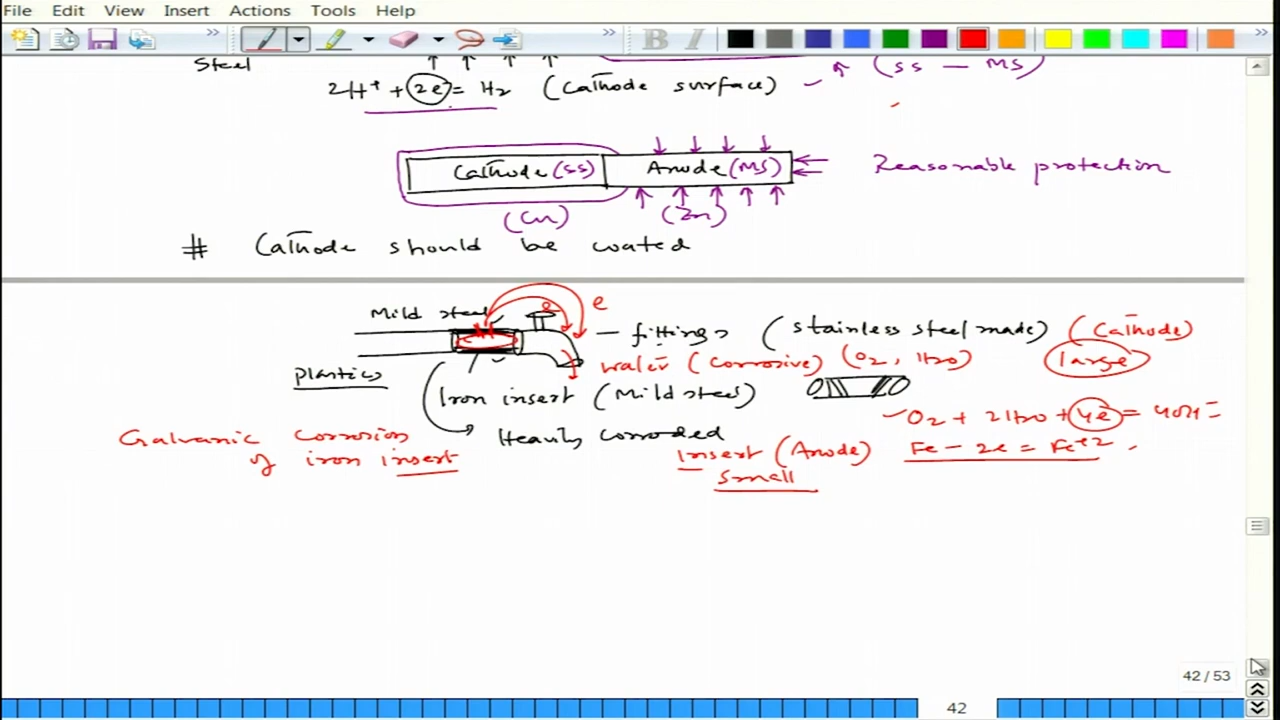 File Edit View Insert Actions Tools Help
Steel
(SS — MS)
2H+ + 2e = H2 (Cathode surface)
Cathode (SS) Anode (MS) Reasonable protection
(Cu) (Zn)
# Cathode should be coated
Mild steel e e
fittings (stainless steel made) (Cathode)
plastics water (corrosive) (O2, H2O) large
Iron insert (Mild steel)
O2 + 2H2O + 4e = 4OH-
Galvanic corrosion Heavily corroded
of iron insert Insert (Anode) Fe - 2e = Fe+2
small
42 / 53
42